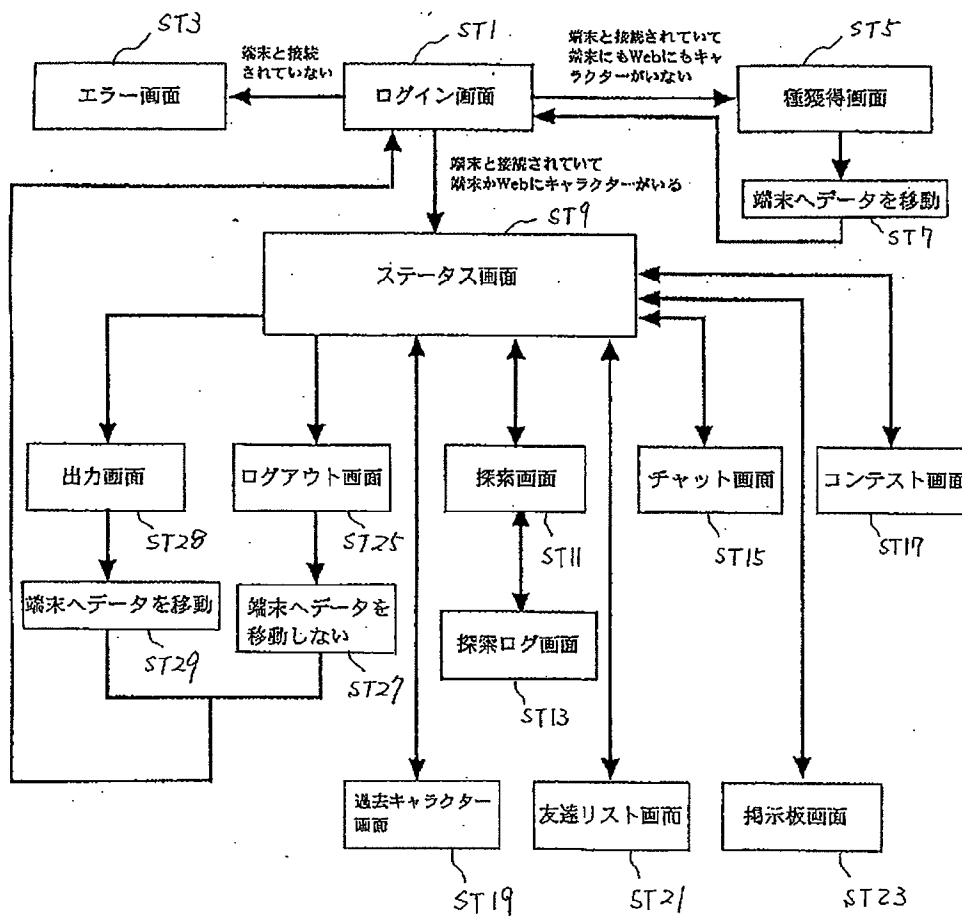 ST3
ST1
ST5
端末と接続
されていない
端末と接続されていて
端末にもWebにもキャ
ラクターがいない
エラー画面
ログイン画面
種獲得画面
端末と接続されていて
端末かWebにキャラクターがいる
端末へデータを移動
ST7
ST9
ステータス画面
出力画面
ログアウト画面
探索画面
チャット画面
コンテスト画面
ST28
ST25
ST11
ST15
ST17
端末へデータを移動
端末へデータを
移動しない
探索ログ画面
ST29
ST27
ST13
過去キャラクター
画面
友達リスト画面
掲示板画面
ST19
ST21
ST23